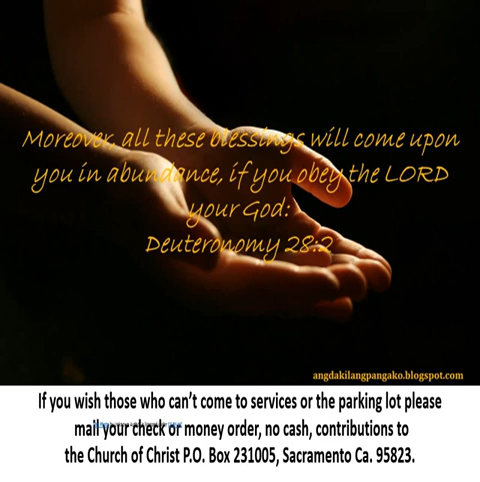 Moreover, all these blessings will come upon
you in abundance, if you obey the LORD
your God:
Deuteronomy 28:2
angdakilangpangako.blogspot.com
If you wish those who can't come to services or the parking lot please
mail your check or money order, no cash, contributions to
the Church of Christ P.O. Box 231005, Sacramento Ca. 95823.